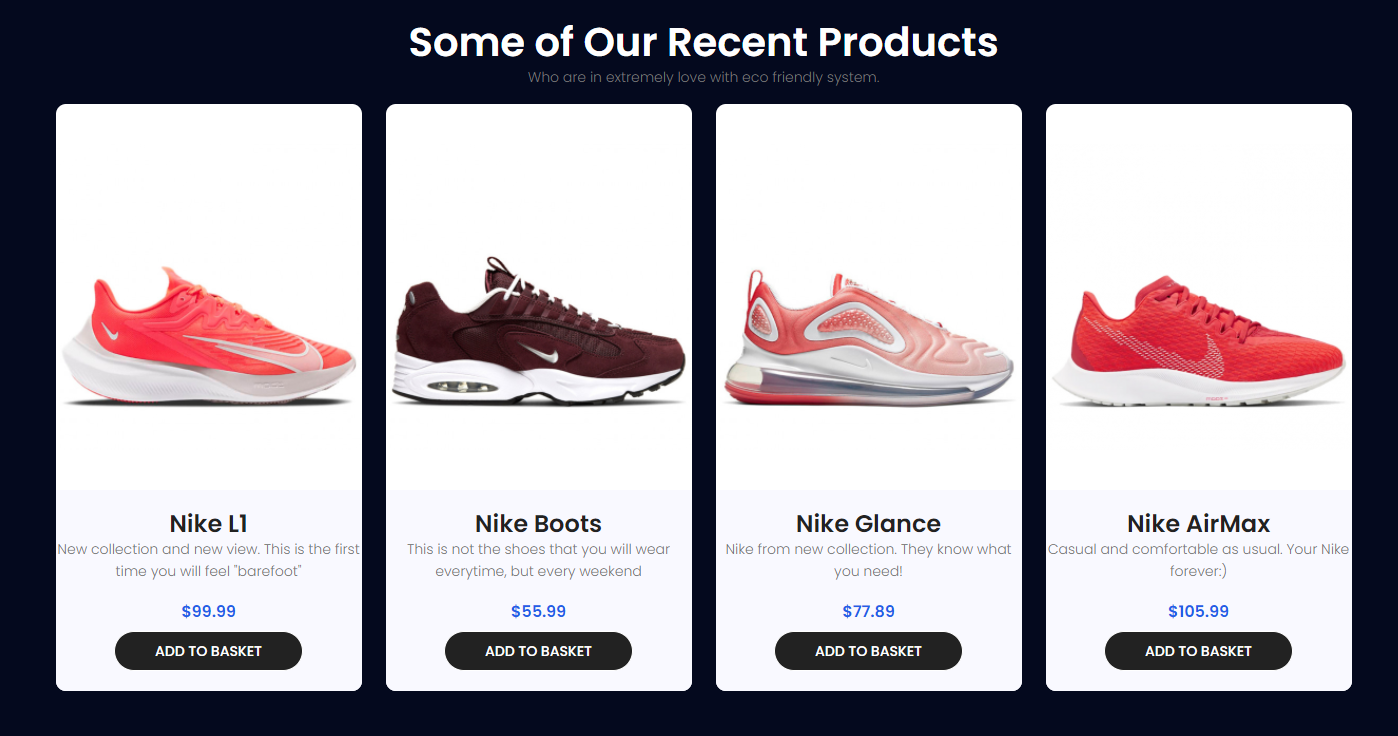 Some of Our Recent Products
Who are in extremely love with eco friendly system.
Nike L1
New collection and new view. This is the first
time you will feel "barefoot"
$99.99
ADD TO BASKET
Nike Boots
This is not the shoes that you will wear
everytime, but every weekend
$55.99
ADD TO BASKET
Nike Glance
Nike from new collection. They know what
you need!
$77.89
ADD TO BASKET
Nike AirMax
Casual and comfortable as usual. Your Nike
forever:)
$105.99
ADD TO BASKET